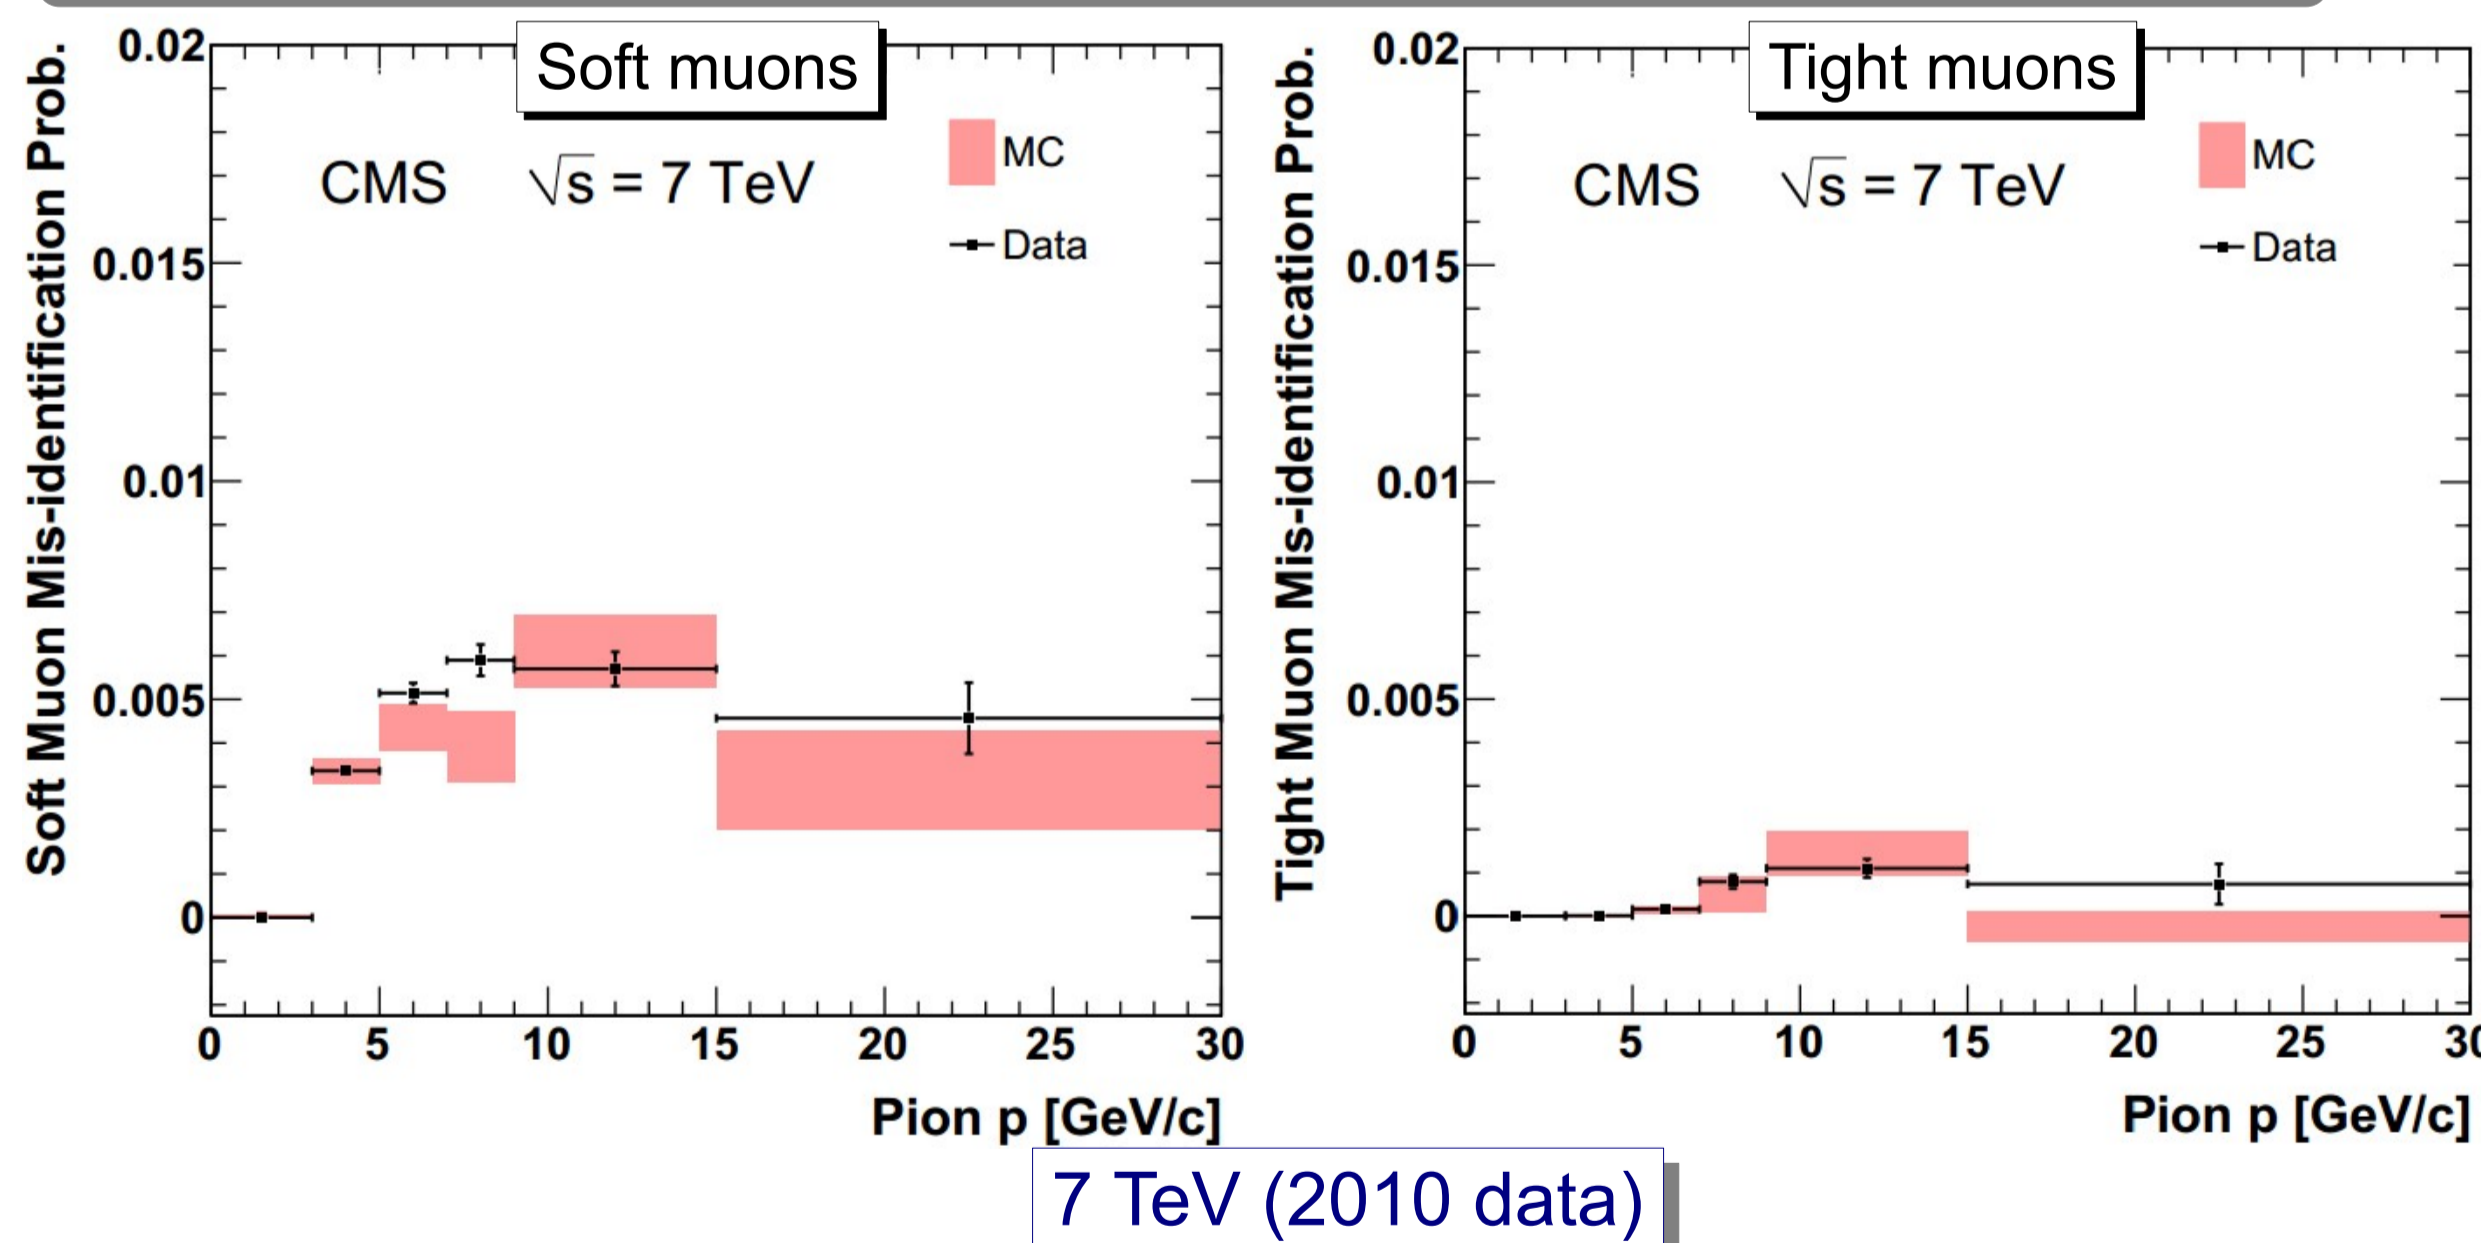 Soft muons
Soft Muon Mis-identification Prob.
0.02
0.015
0.01
0.005
0
CMS √s = 7 TeV
MC
Data
0 5 10 15 20 25 30
Pion p [GeV/c]
Tight muons
Tight Muon Mis-identification Prob.
0.02
0.015
0.01
0.005
0
CMS √s = 7 TeV
MC
Data
0 5 10 15 20 25 30
Pion p [GeV/c]
7 TeV (2010 data)